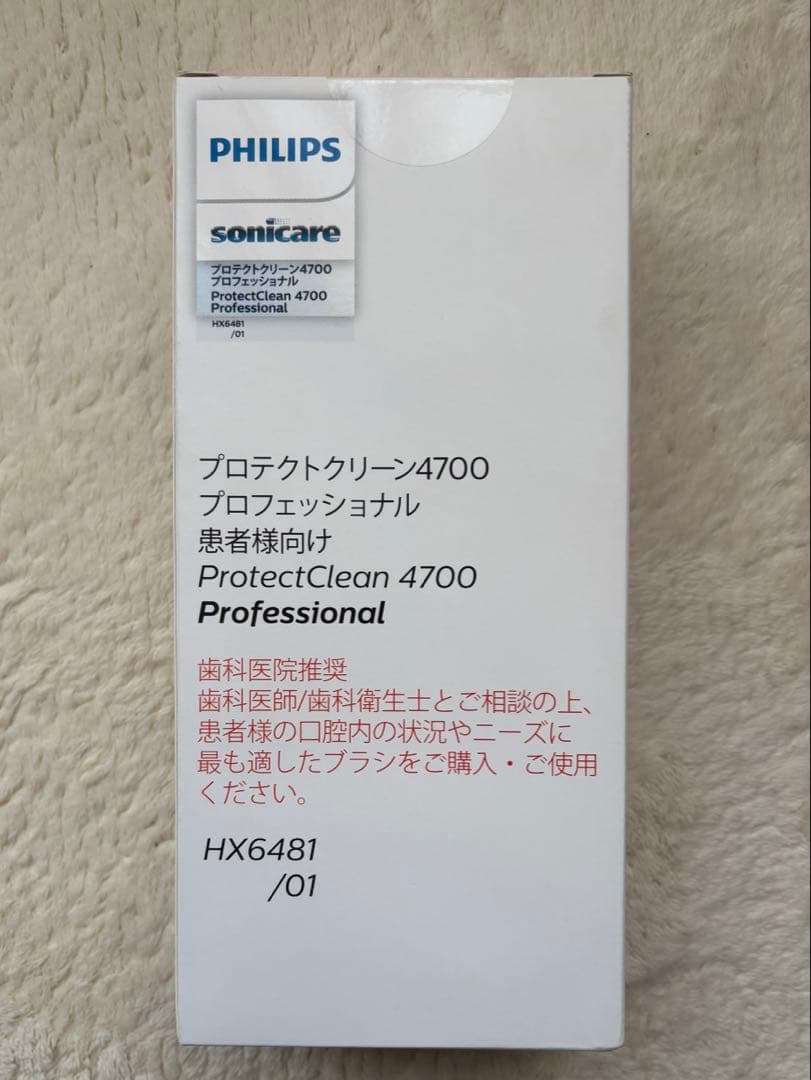 PHILIPS
sonicare
プロテクトクリーン4700
プロフェッショナル
ProtectClean 4700
Professional
HX6481
/01
プロテクトクリーン4700
プロフェッショナル
患者様向け
ProtectClean 4700
Professional
歯科医院推奨
歯科医師/歯科衛生士とご相談の上、
患者様の口腔内の状況やニーズに
最も適したブラシをご購入・ご使用
ください。
HX6481
/01